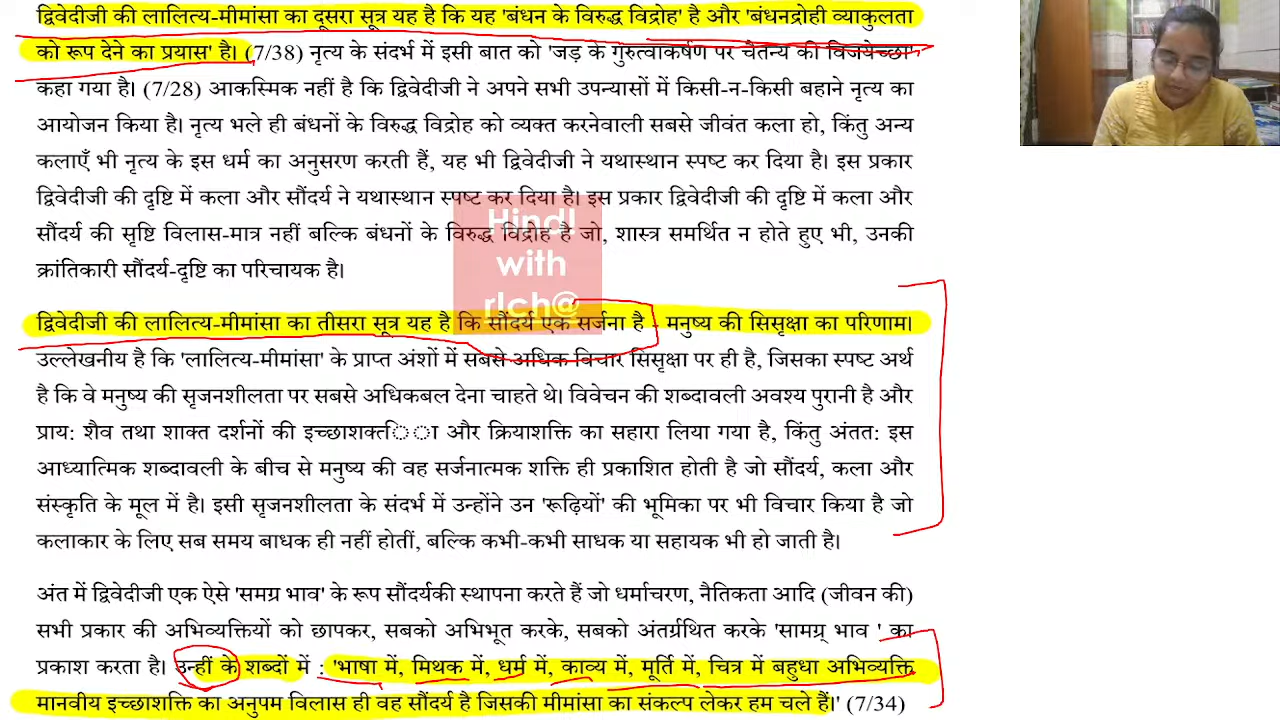 द्विवेदीजी की लालित्य-मीमांसा का दूसरा सूत्र यह है कि यह 'बंधन के विरुद्ध विद्रोह' है और 'बंधनद्रोही व्याकुलता
को रूप देने का प्रयास' है। (7/38) नृत्य के संदर्भ में इसी बात को 'जड़ के गुरुत्वाकर्षण पर चैतन्य की विजयेच्छा'
कहा गया है। (7/28) आकस्मिक नहीं है कि द्विवेदीजी ने अपने सभी उपन्यासों में किसी-न-किसी बहाने नृत्य का
आयोजन किया है। नृत्य भले ही बंधनों के विरुद्ध विद्रोह को व्यक्त करनेवाली सबसे जीवंत कला हो, किंतु अन्य
कलाएँ भी नृत्य के इस धर्म का अनुसरण करती हैं, यह भी द्विवेदीजी ने यथास्थान स्पष्ट कर दिया है। इस प्रकार
द्विवेदीजी की दृष्टि में कला और सौंदर्य ने यथास्थान स्पष्ट कर दिया है। इस प्रकार द्विवेदीजी की दृष्टि में कला और
सौंदर्य की सृष्टि विलास-मात्र नहीं बल्कि बंधनों के विरुद्ध विद्रोह है जो, शास्त्र समर्थित न होते हुए भी, उनकी
क्रांतिकारी सौंदर्य-दृष्टि का परिचायक है।
Hindi
with
rIch@
द्विवेदीजी की लालित्य-मीमांसा का तीसरा सूत्र यह है कि सौंदर्य एक सर्जना है - मनुष्य की सिसृक्षा का परिणाम।
उल्लेखनीय है कि 'लालित्य-मीमांसा' के प्राप्त अंशों में सबसे अधिक विचार सिसृक्षा पर ही है, जिसका स्पष्ट अर्थ
है कि वे मनुष्य की सृजनशीलता पर सबसे अधिकबल देना चाहते थे। विवेचन की शब्दावली अवश्य पुरानी है और
प्राय: शैव तथा शाक्त दर्शनों की इच्छाशक्त‍ि‍ा और क्रियाशक्ति का सहारा लिया गया है, किंतु अंतत: इस
आध्यात्मिक शब्दावली के बीच से मनुष्य की वह सर्जनात्मक शक्ति ही प्रकाशित होती है जो सौंदर्य, कला और
संस्कृति के मूल में है। इसी सृजनशीलता के संदर्भ में उन्होंने उन 'रूढ़ियों' की भूमिका पर भी विचार किया है जो
कलाकार के लिए सब समय बाधक ही नहीं होतीं, बल्कि कभी-कभी साधक या सहायक भी हो जाती है।
अंत में द्विवेदीजी एक ऐसे 'समग्र भाव' के रूप सौंदर्यकी स्थापना करते हैं जो धर्माचरण, नैतिकता आदि (जीवन की)
सभी प्रकार की अभिव्यक्तियों को छापकर, सबको अभिभूत करके, सबको अंतर्ग्रथित करके 'सामग्र् भाव ' का
प्रकाश करता है। उन्हीं के शब्दों में : 'भाषा में, मिथक में, धर्म में, काव्य में, मूर्ति में, चित्र में बहुधा अभिव्यक्ति
मानवीय इच्छाशक्ति का अनुपम विलास ही वह सौंदर्य है जिसकी मीमांसा का संकल्प लेकर हम चले हैं।' (7/34)